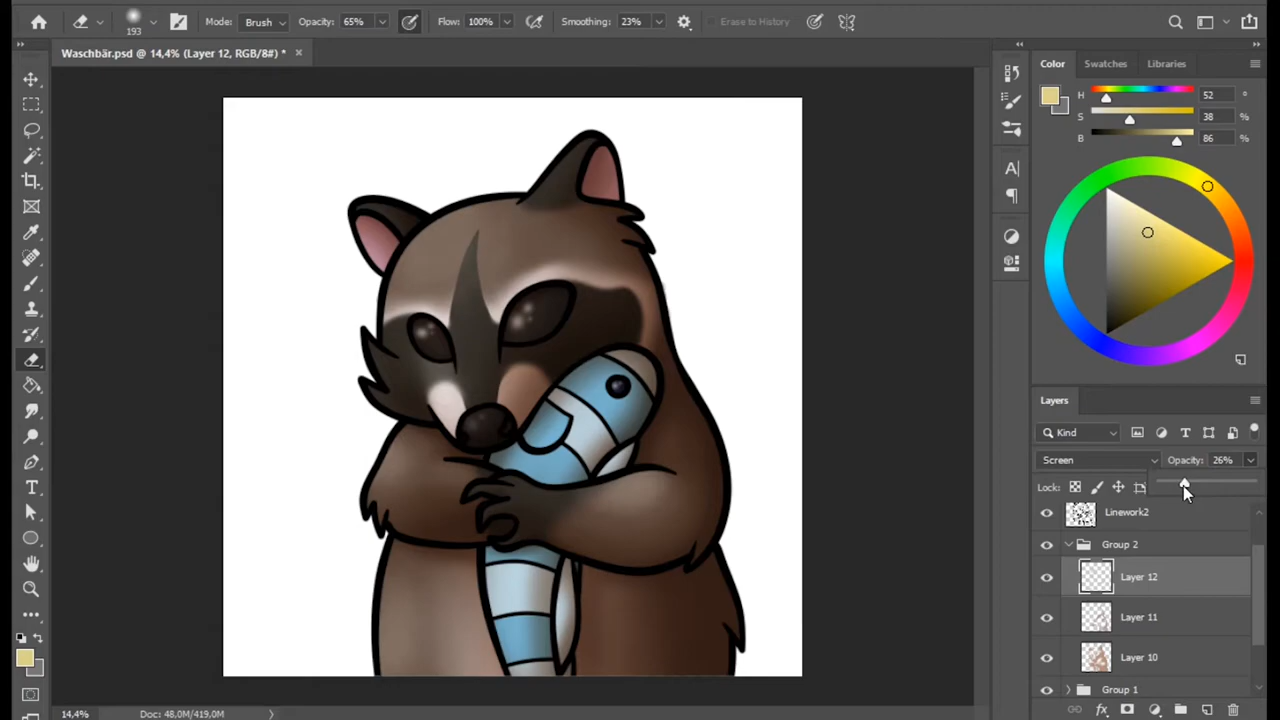 193
Mode: Brush
Opacity: 65%
Flow: 100%
Smoothing: 23%
Erase to History
Waschbär.psd @ 14,4% (Layer 12, RGB/8#) * ×
Color
Swatches
Libraries
H 52 °
S 38 %
B 86 %
Layers
Kind
Screen
Opacity: 26%
Lock:
Linework2
Group 2
Layer 12
Layer 11
Layer 10
Group 1
14,4%
Doc: 48,0M/419,0M